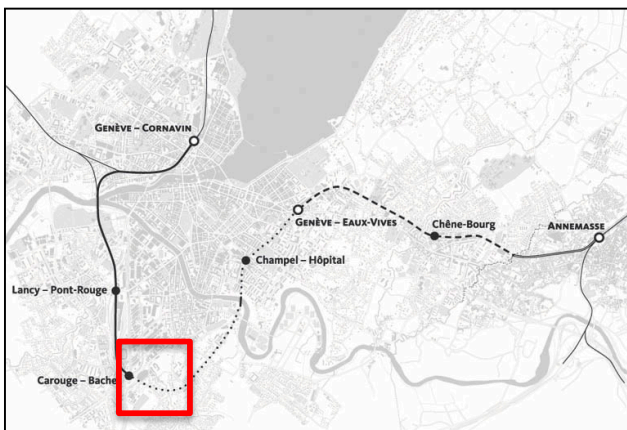 GENÈVE – CORNAVIN
GENÈVE – EAUX-VIVES
Chêne-Bourg
ANNEMASSE
Champel – Hôpital
Lancy – Pont-Rouge
Carouge – Bache